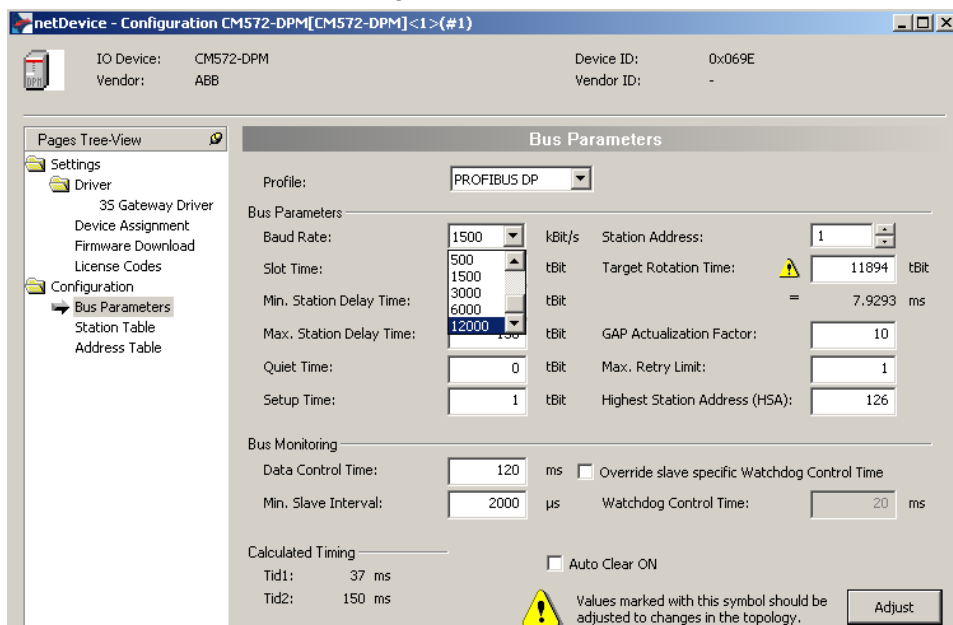 netDevice - Configuration CM572-DPM[CM572-DPM]<1>(#1)
IO Device: CM572-DPM Device ID: 0x069E
Vendor: ABB Vendor ID: -
DPM
Pages Tree-View
Settings
Driver
3S Gateway Driver
Device Assignment
Firmware Download
License Codes
Configuration
Bus Parameters
Station Table
Address Table
Bus Parameters
Profile: PROFIBUS DP
Bus Parameters
Baud Rate: 1500 kBit/s Station Address: 1
500
1500
3000
6000
12000
Slot Time: tBit Target Rotation Time: 11894 tBit
Min. Station Delay Time: tBit = 7.9293 ms
Max. Station Delay Time: tBit GAP Actualization Factor: 10
Quiet Time: 0 tBit Max. Retry Limit: 1
Setup Time: 1 tBit Highest Station Address (HSA): 126
Bus Monitoring
Data Control Time: 120 ms Override slave specific Watchdog Control Time
Min. Slave Interval: 2000 µs Watchdog Control Time: 20 ms
Calculated Timing
Auto Clear ON
Tid1: 37 ms
Tid2: 150 ms
Values marked with this symbol should be
adjusted to changes in the topology.
Adjust